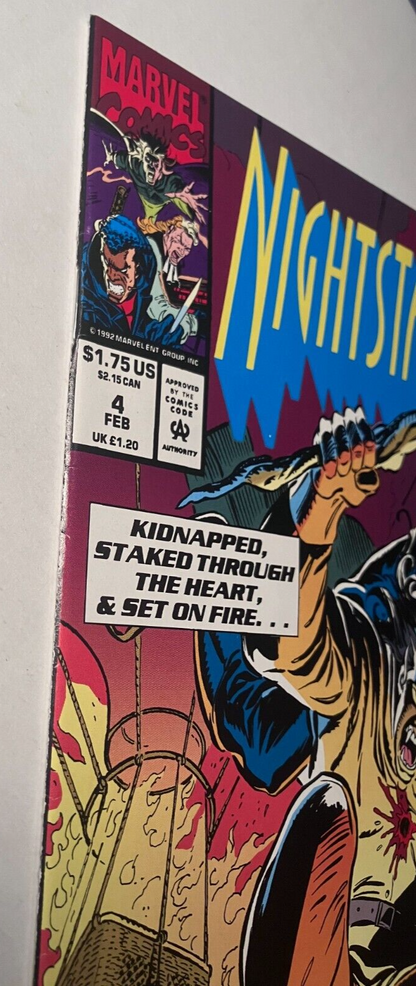 MARVEL
COMICS
© 1992 MARVEL ENT GROUP INC
$1.75 US
$2.15 CAN
4
FEB
UK £1.20
APPROVED
BY THE
COMICS
CODE
CA
AUTHORITY
NIGHTST
KIDNAPPED,
STAKED THROUGH
THE HEART,
& SET ON FIRE. . .